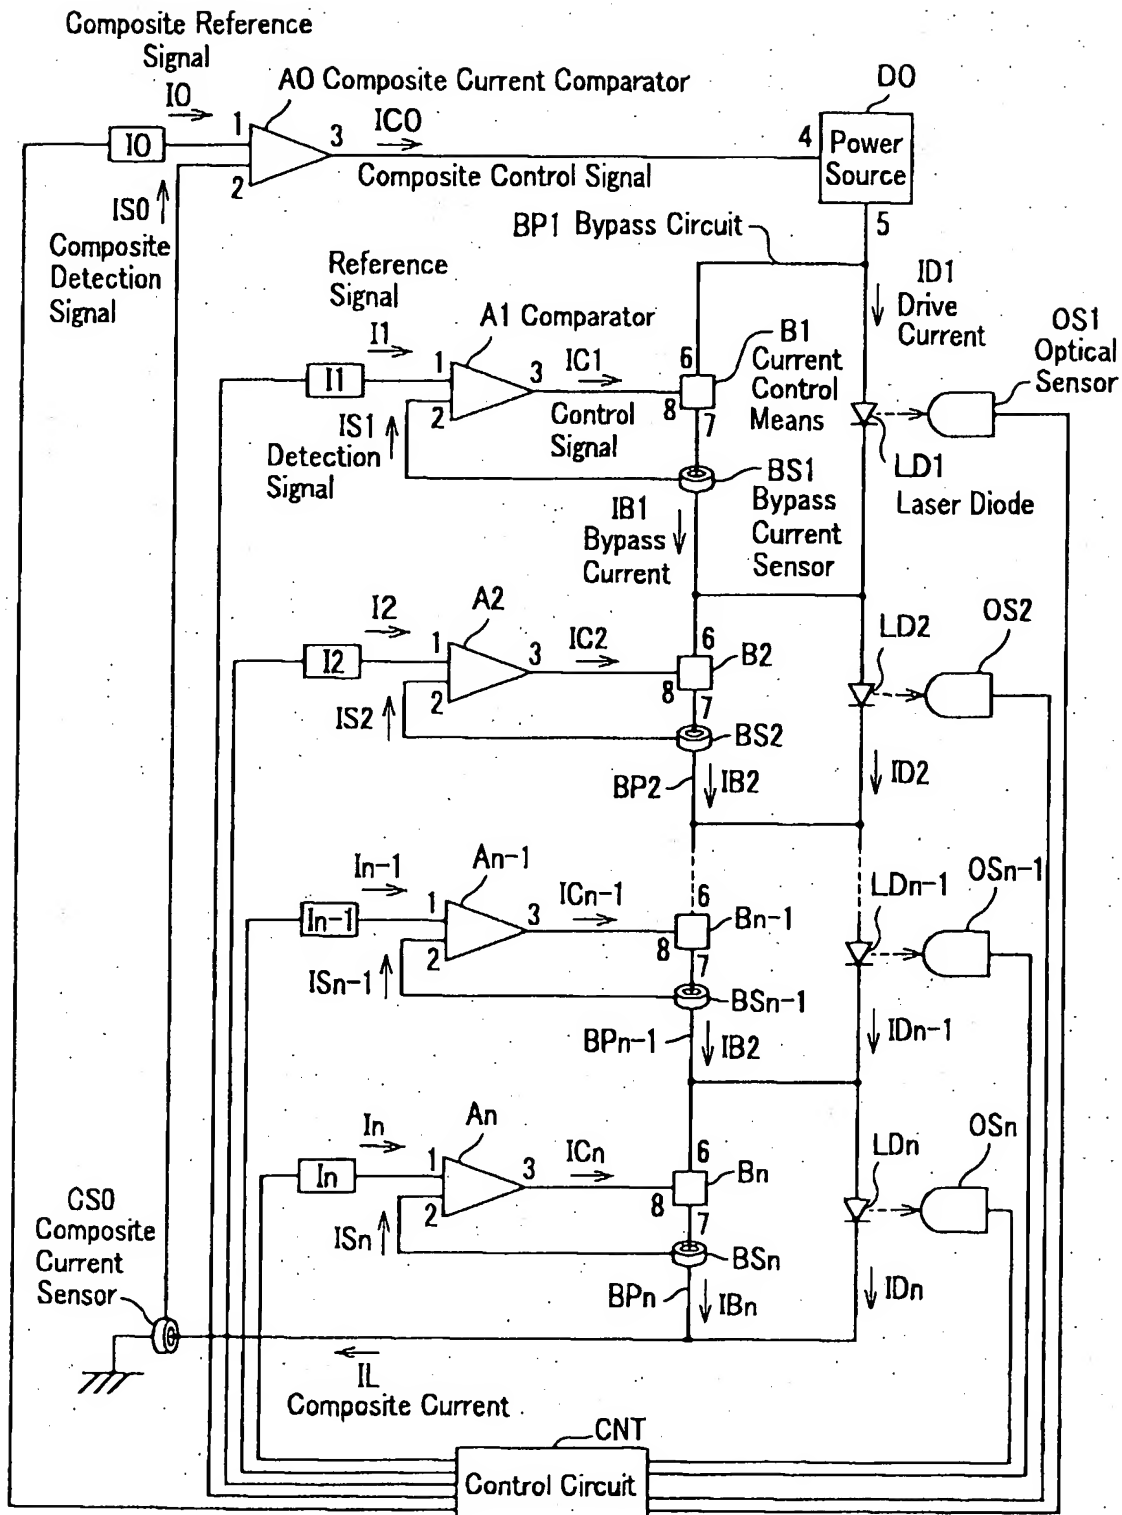 Composite Reference
Signal
I0
A0 Composite Current Comparator
D0
1
2
3
4
5
I0
IC0
Composite Control Signal
Power
Source
IS0
Composite
Detection
Signal
BP1 Bypass Circuit
Reference
Signal
I1
A1 Comparator
ID1
Drive
Current
OS1
Optical
Sensor
I1
1
2
3
IC1
Control
Signal
6
8
7
B1
Current
Control
Means
IS1
Detection
Signal
LD1
Laser Diode
BS1
Bypass
Current
Sensor
IB1
Bypass
Current
I2
A2
I2
1
2
3
IC2
6
8
7
B2
LD2
OS2
IS2
BS2
BP2
IB2
ID2
In-1
An-1
In-1
1
2
3
ICn-1
6
8
7
Bn-1
LDn-1
OSn-1
ISn-1
BSn-1
BPn-1
IB2
IDn-1
In
An
In
1
2
3
ICn
6
8
7
Bn
LDn
OSn
ISn
BSn
BPn
IBn
IDn
CS0
Composite
Current
Sensor
IL
Composite Current
CNT
Control Circuit